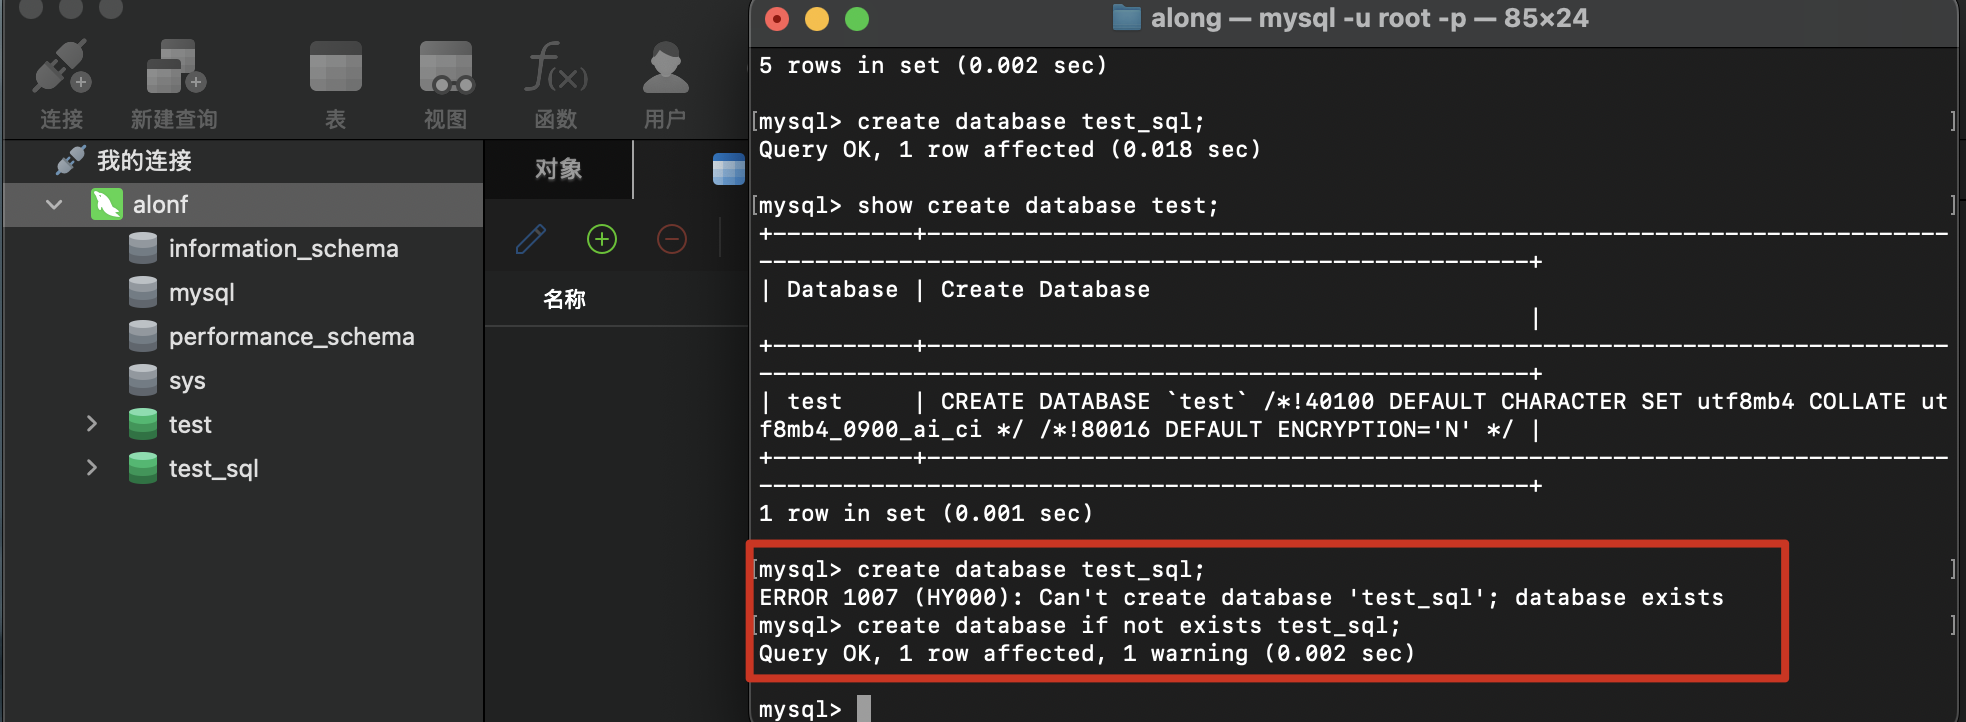 连接
新建查询
表
视图
f(x)
函数
用户
我的连接
alonf
information_schema
mysql
performance_schema
sys
test
test_sql
对象
名称
along — mysql -u root -p — 85×24
5 rows in set (0.002 sec)
[mysql> create database test_sql; ]
Query OK, 1 row affected (0.018 sec)
[mysql> show create database test; ]
+----------+-------------------------------------------------------------------------
-------------------------------------------------------+
| Database | Create Database
|
+----------+-------------------------------------------------------------------------
-------------------------------------------------------+
| test     | CREATE DATABASE `test` /*!40100 DEFAULT CHARACTER SET utf8mb4 COLLATE ut
f8mb4_0900_ai_ci */ /*!80016 DEFAULT ENCRYPTION='N' */ |
+----------+-------------------------------------------------------------------------
-------------------------------------------------------+
1 row in set (0.001 sec)
[mysql> create database test_sql; ]
ERROR 1007 (HY000): Can't create database 'test_sql'; database exists
[mysql> create database if not exists test_sql; ]
Query OK, 1 row affected, 1 warning (0.002 sec)
mysql>